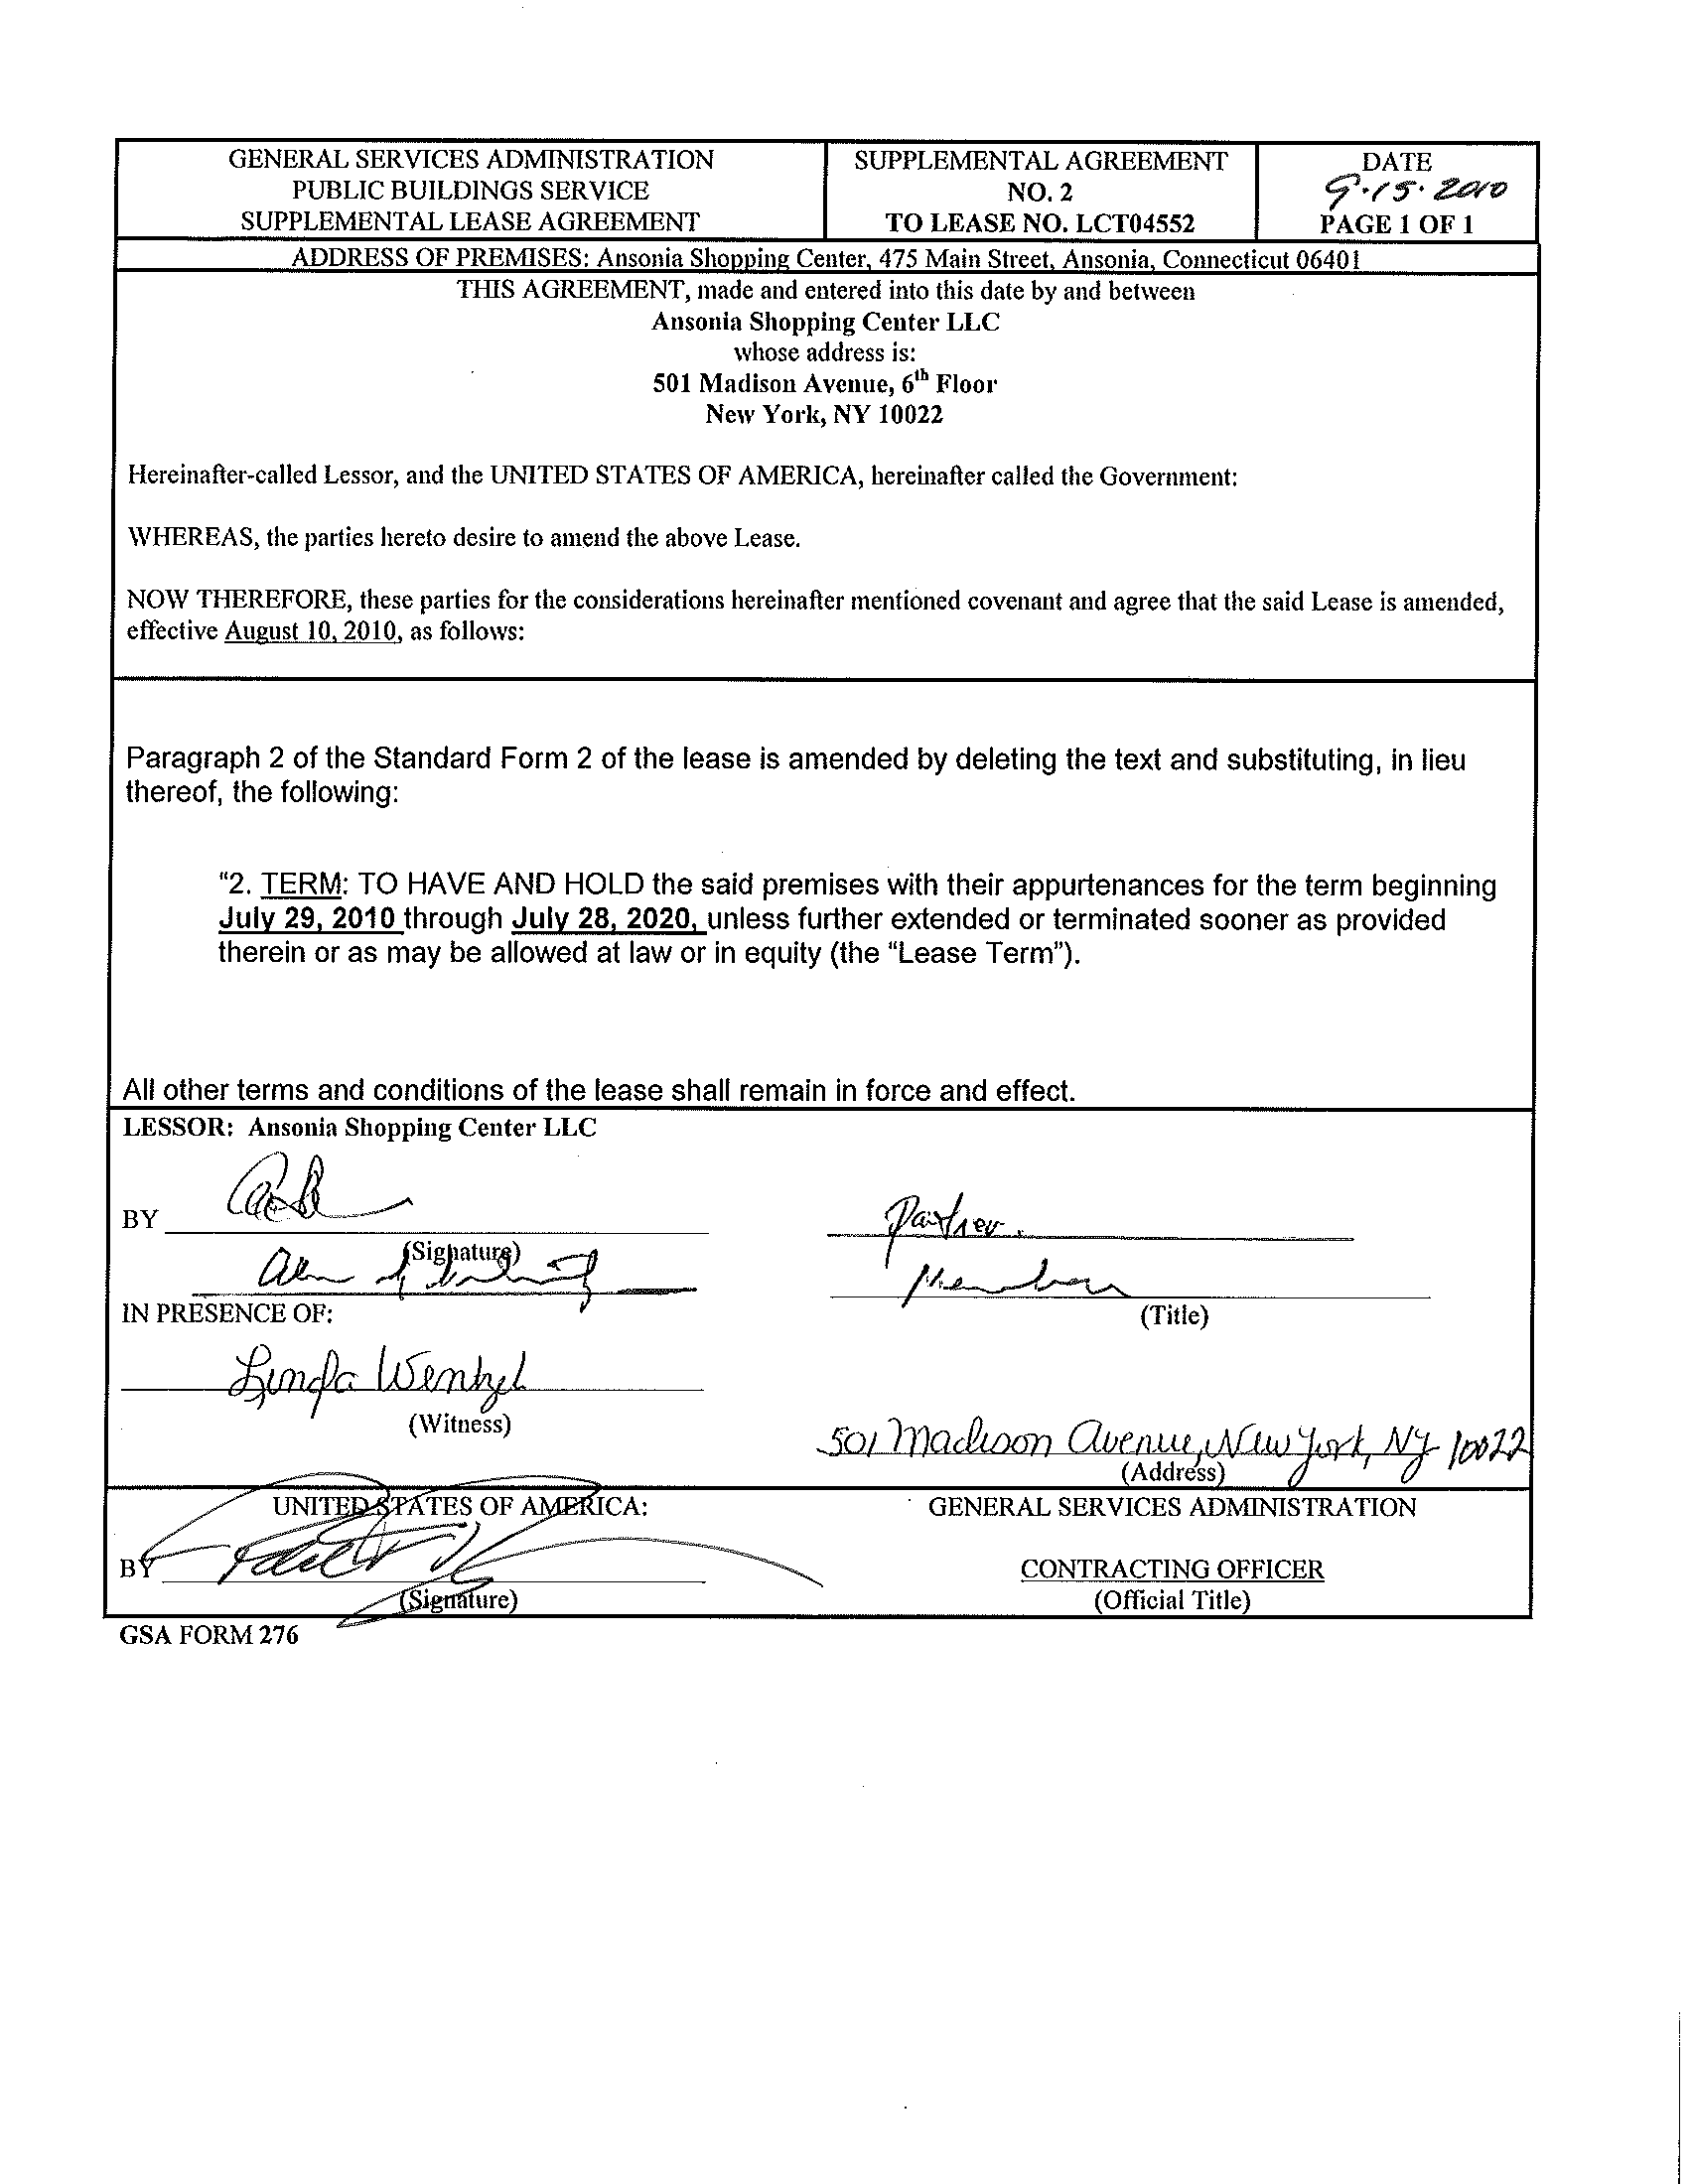 GENERAL SERVICES ADMINISTRATION
PUBLIC BUILDINGS SERVICE
SUPPLEMENTAL LEASE AGREEMENT
SUPPLEMENTAL AGREEMENT
NO. 2
TO LEASE NO. LCT04552
DATE
9.15.2010
PAGE 1 OF 1
ADDRESS OF PREMISES: Ansonia Shopping Center, 475 Main Street, Ansonia, Connecticut 06401
THIS AGREEMENT, made and entered into this date by and between
Ansonia Shopping Center LLC
whose address is:
501 Madison Avenue, 6th Floor
New York, NY 10022
Hereinafter-called Lessor, and the UNITED STATES OF AMERICA, hereinafter called the Government:
WHEREAS, the parties hereto desire to amend the above Lease.
NOW THEREFORE, these parties for the considerations hereinafter mentioned covenant and agree that the said Lease is amended,
effective August 10, 2010, as follows:
Paragraph 2 of the Standard Form 2 of the lease is amended by deleting the text and substituting, in lieu
thereof, the following:
"2. TERM: TO HAVE AND HOLD the said premises with their appurtenances for the term beginning
July 29, 2010 through July 28, 2020, unless further extended or terminated sooner as provided
therein or as may be allowed at law or in equity (the "Lease Term").
All other terms and conditions of the lease shall remain in force and effect.
LESSOR: Ansonia Shopping Center LLC
BY
Partner.
(Signature)
Member
IN PRESENCE OF:
(Title)
Linda Wentzel
(Witness)
501 Madison Avenue, New York, NY 10022
(Address)
UNITED STATES OF AMERICA:
GENERAL SERVICES ADMINISTRATION
BY
CONTRACTING OFFICER
(Signature)
(Official Title)
GSA FORM 276